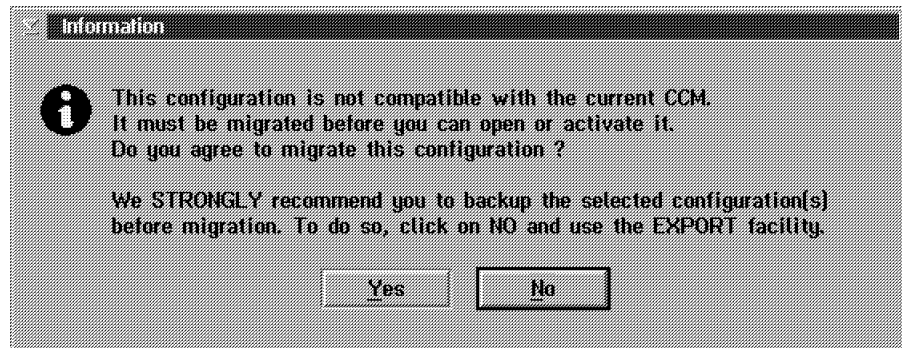 Information
This configuration is not compatible with the current CCM.
It must be migrated before you can open or activate it.
Do you agree to migrate this configuration ?
We STRONGLY recommend you to backup the selected configuration(s)
before migration. To do so, click on NO and use the EXPORT facility.
Yes No